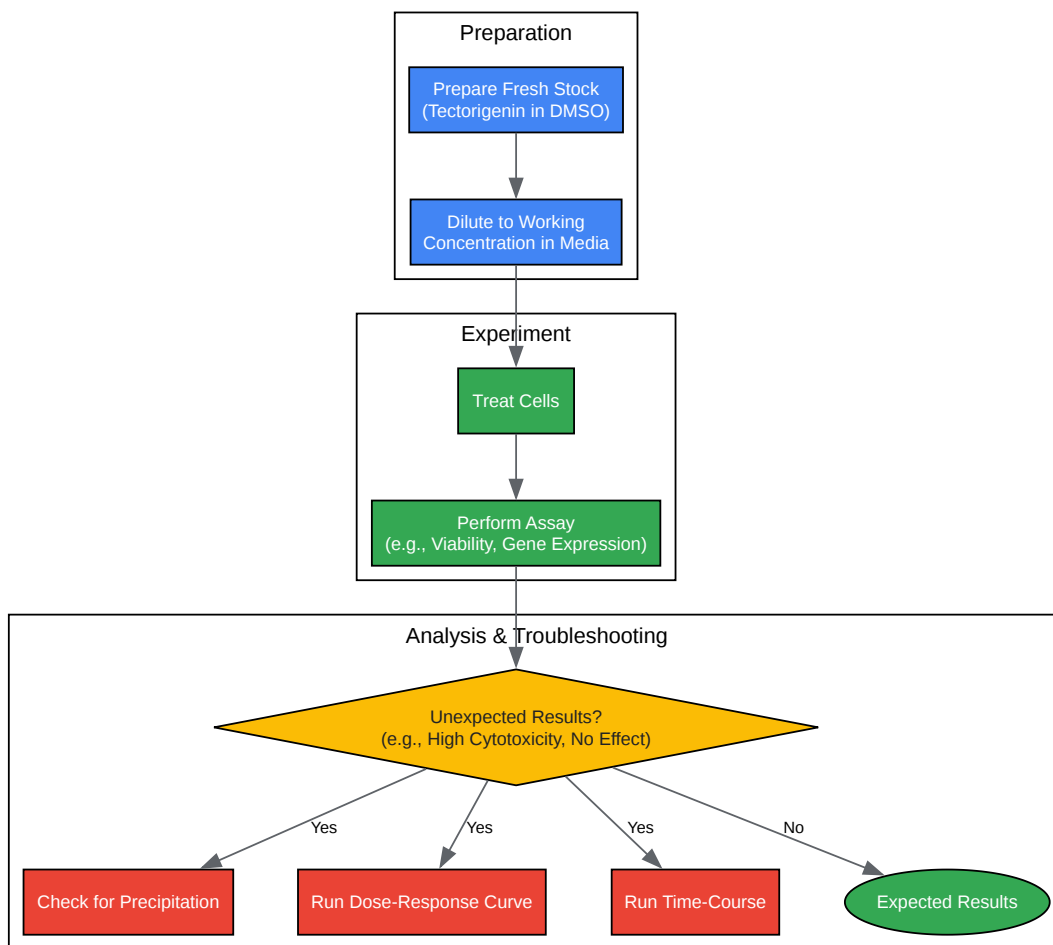 Preparation
Prepare Fresh Stock
(Tectorigenin in DMSO)
Dilute to Working
Concentration in Media
Experiment
Treat Cells
Perform Assay
(e.g., Viability, Gene Expression)
Analysis & Troubleshooting
Unexpected Results?
(e.g., High Cytotoxicity, No Effect)
Yes
Yes
Yes
No
Check for Precipitation
Run Dose-Response Curve
Run Time-Course
Expected Results